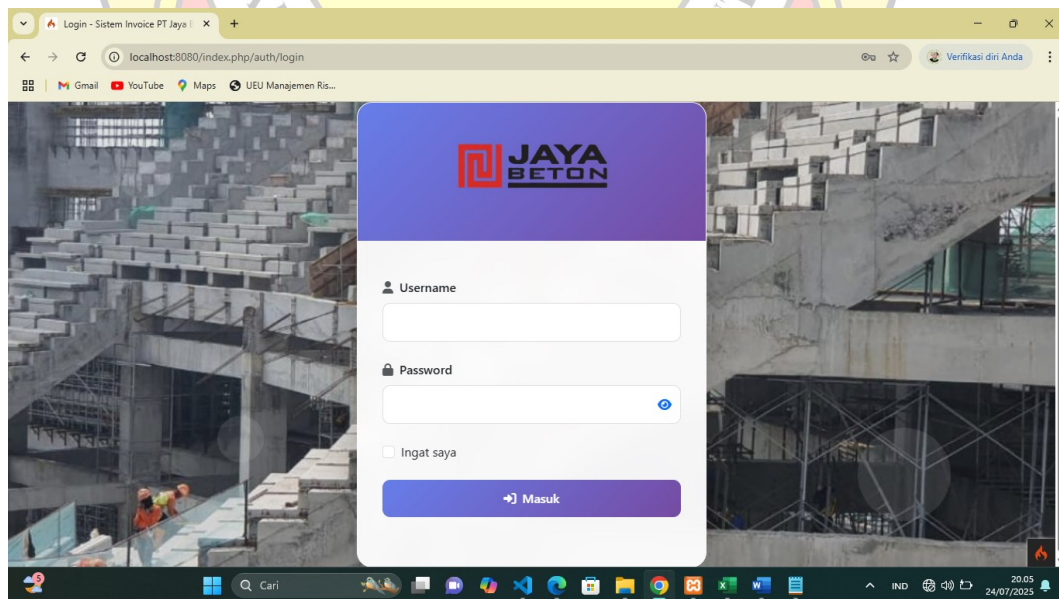 Login - Sistem Invoice PT Jaya
localhost:8080/index.php/auth/login
Verifikasi diri Anda
Gmail
YouTube
Maps
UEU Manajemen Ris...
JAYA
BETON
Username
Password
Ingat saya
Masuk
5
Cari
IND
20.05
24/07/2025